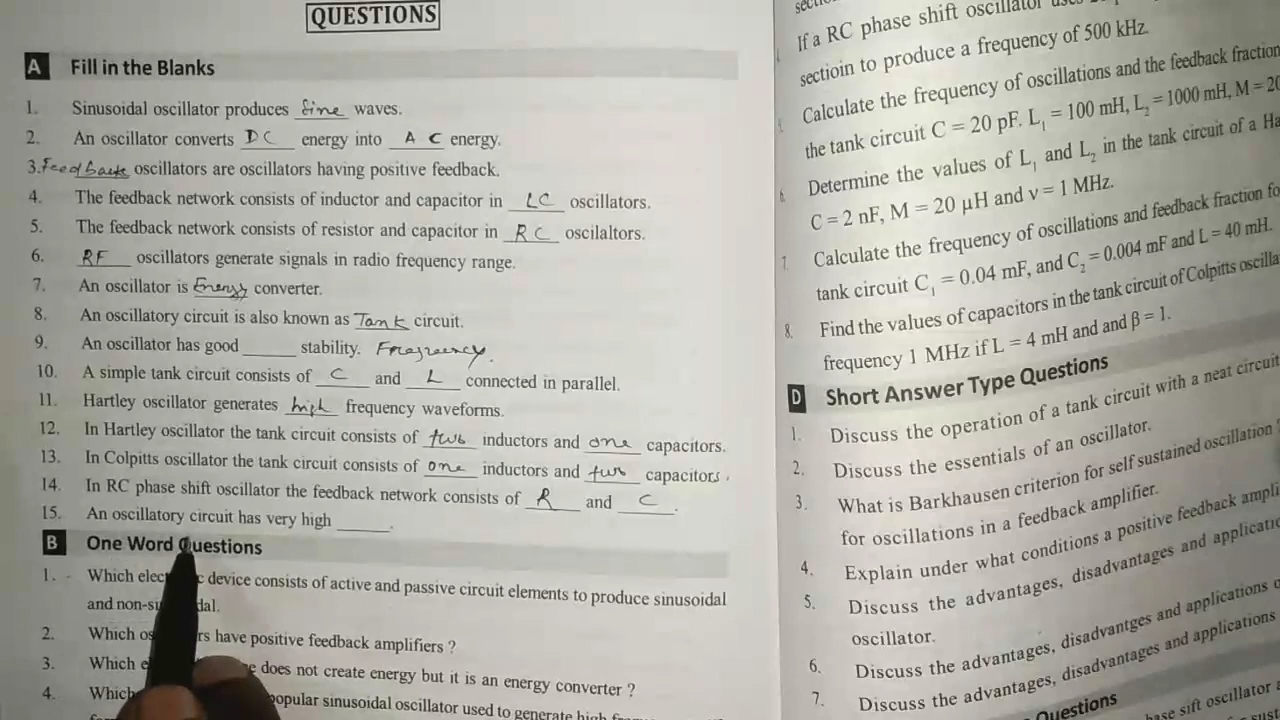 QUESTIONS
A Fill in the Blanks
1. Sinusoidal oscillator produces Sine waves.
2. An oscillator converts DC energy into AC energy.
3. Feedback oscillators are oscillators having positive feedback.
4. The feedback network consists of inductor and capacitor in LC oscillators.
5. The feedback network consists of resistor and capacitor in RC oscilaltors.
6. RF oscillators generate signals in radio frequency range.
7. An oscillator is Energy converter.
8. An oscillatory circuit is also known as Tank circuit.
9. An oscillator has good ______ stability. Frequency.
10. A simple tank circuit consists of C and L connected in parallel.
11. Hartley oscillator generates high frequency waveforms.
12. In Hartley oscillator the tank circuit consists of two inductors and one capacitors.
13. In Colpitts oscillator the tank circuit consists of one inductors and two capacitors.
14. In RC phase shift oscillator the feedback network consists of R and C.
15. An oscillatory circuit has very high ______.
B One Word Questions
1. Which device consists of active and passive circuit elements to produce sinusoidal
and
2. Which have positive feedback amplifiers ?
3. Which does not create energy but it is an energy converter ?
4. Which popular sinusoidal oscillator used to generate high
If a RC phase shift oscillator
sectioin to produce a frequency of 500 kHz.
Calculate the frequency of oscillations and the feedback fraction
the tank circuit C = 20 pF. L1 = 100 mH, L2 = 1000 mH, M = 20
6. Determine the values of L1 and L2 in the tank circuit of a Ha
C = 2 nF, M = 20 μH and ν = 1 MHz.
7. Calculate the frequency of oscillations and feedback fraction fo
tank circuit C1 = 0.04 mF, and C2 = 0.004 mF and L = 40 mH.
8. Find the values of capacitors in the tank circuit of Colpitts oscilla
frequency 1 MHz if L = 4 mH and and β = 1.
D Short Answer Type Questions
1. Discuss the operation of a tank circuit with a neat circuit
2. Discuss the essentials of an oscillator.
3. What is Barkhausen criterion for self sustained oscillation
for oscillations in a feedback amplifier.
4. Explain under what conditions a positive feedback ampli
5. Discuss the advantages, disadvantages and applicatio
oscillator.
6. Discuss the advantages, disadvantges and applications o
7. Discuss the advantages, disadvantages and applications
Questions
sift oscillator